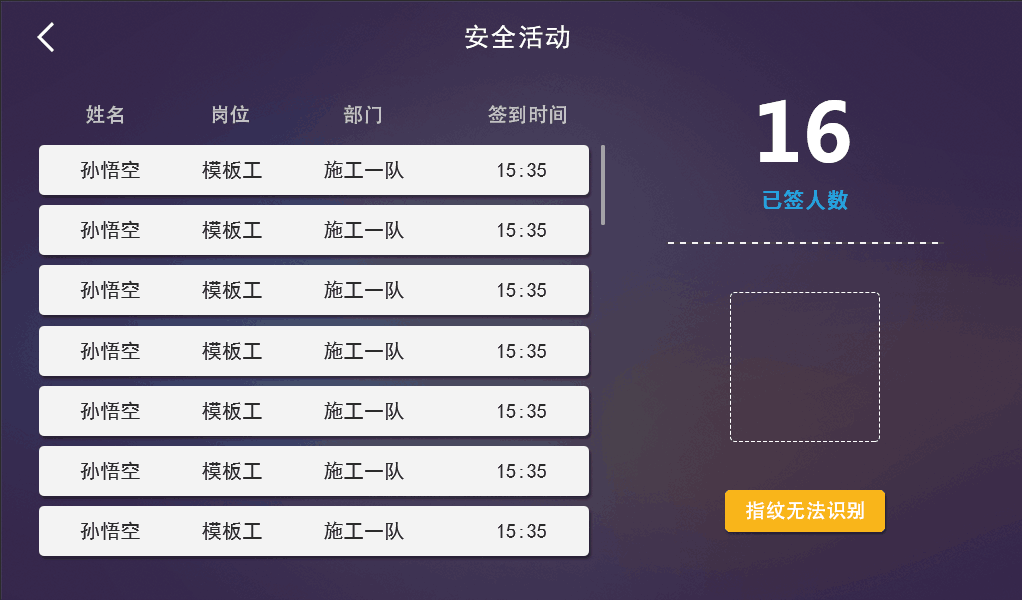 安全活动
姓名 岗位 部门 签到时间
孙悟空 模板工 施工一队 15:35
孙悟空 模板工 施工一队 15:35
孙悟空 模板工 施工一队 15:35
孙悟空 模板工 施工一队 15:35
孙悟空 模板工 施工一队 15:35
孙悟空 模板工 施工一队 15:35
孙悟空 模板工 施工一队 15:35
16
已签人数
指纹无法识别